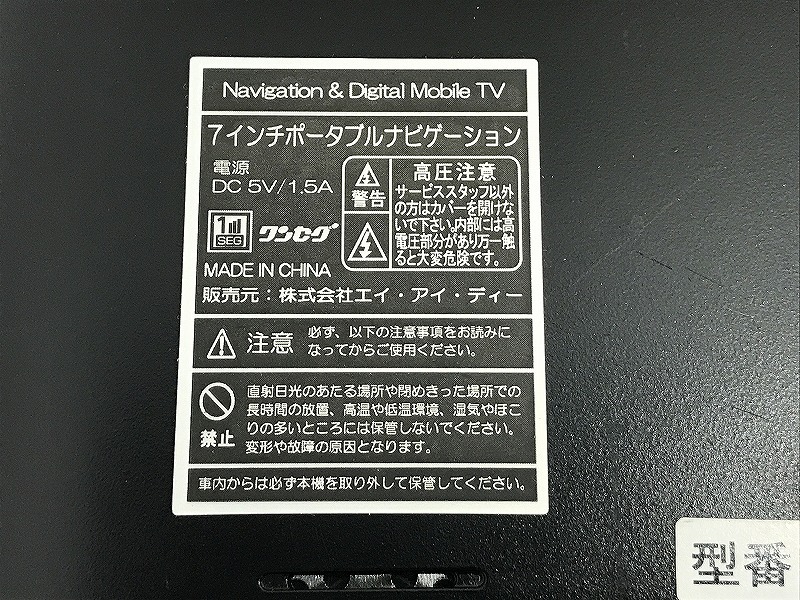 Navigation & Digital Mobile TV
7インチポータブルナビゲーション
電源
DC 5V/1.5A
1
SEG
ワンセグ
MADE IN CHINA
警告
高圧注意
サービススタッフ以外
の方はカバーを開けな
いで下さい。内部には高
電圧部分があり万一触
ると大変危険です。
販売元：株式会社エイ・アイ・ディー
注意
必ず、以下の注意事項をお読みに
なってからご使用ください。
禁止
直射日光のあたる場所や閉めきった場所での
長時間の放置、高温や低温環境、湿気やほこ
りの多いところには保管しないでください。
変形や故障の原因となります。
車内からは必ず本機を取り外して保管してください。
型番